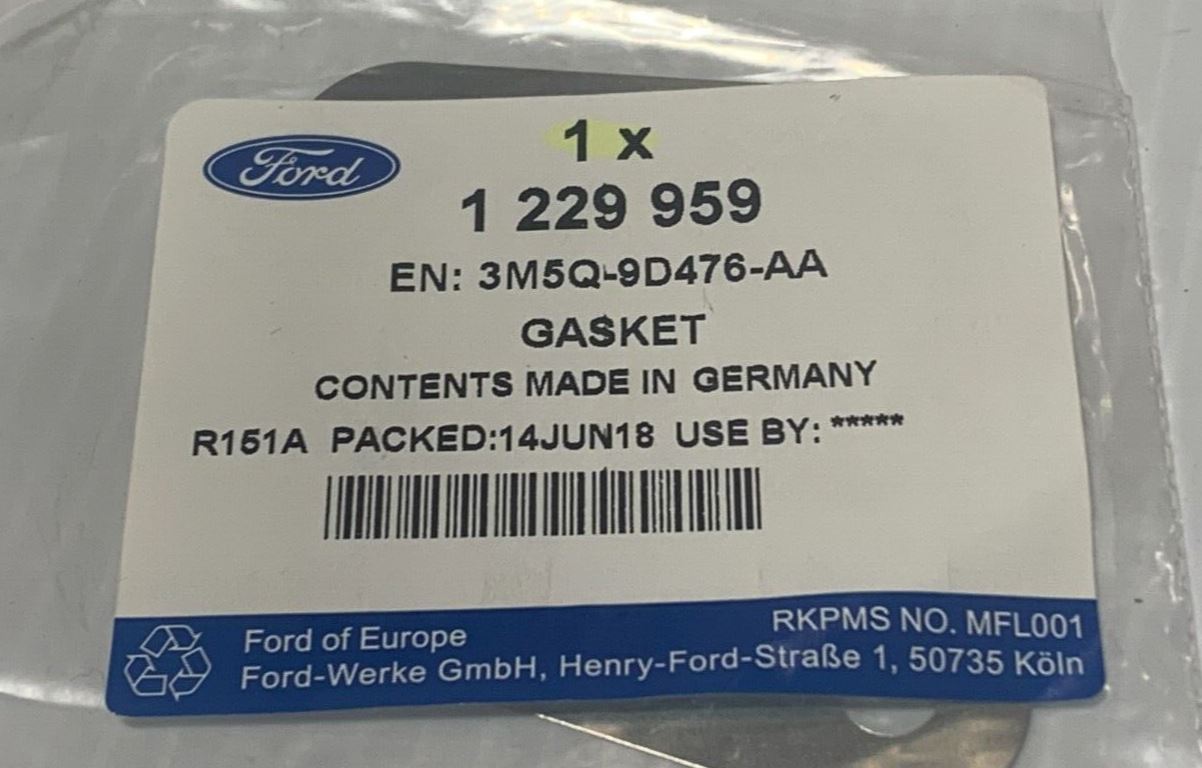 Ford
1 x
1 229 959
EN: 3M5Q-9D476-AA
GASKET
CONTENTS MADE IN GERMANY
R151A PACKED:14JUN18 USE BY: *****
RKPMS NO. MFL001
Ford of Europe
Ford-Werke GmbH, Henry-Ford-Straße 1, 50735 Köln